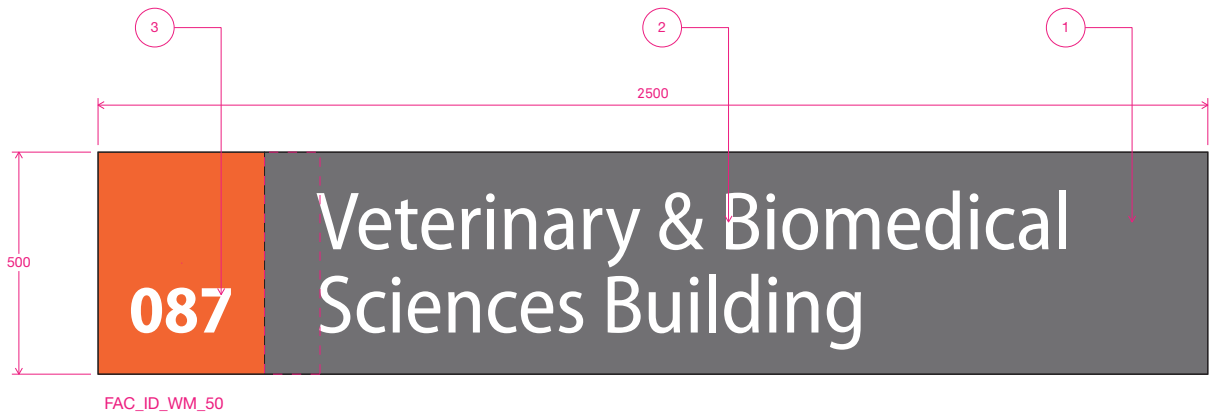 3
2
1
2500
500
Veterinary & Biomedical
Sciences Building
087
FAC_ID_WM_50